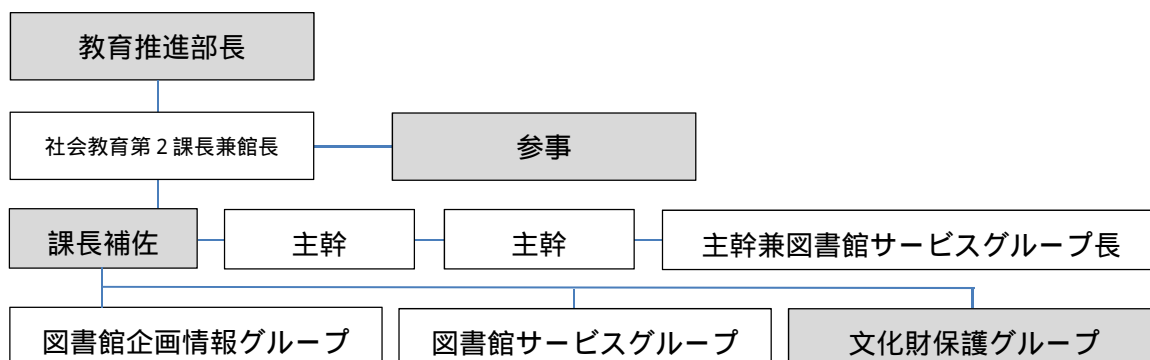 教育推進部長
社会教育第２課長兼館長
参事
課長補佐
主幹
主幹
主幹兼図書館サービスグループ長
図書館企画情報グループ
図書館サービスグループ
文化財保護グループ